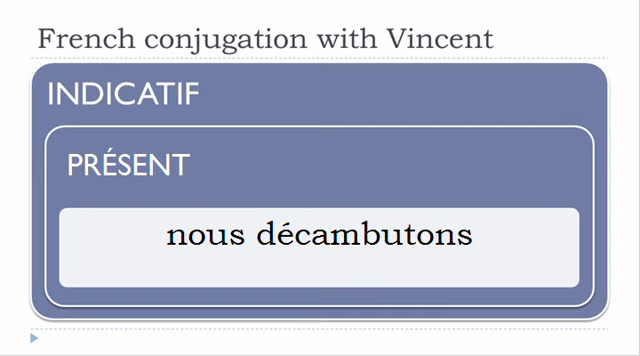 French conjugation with Vincent
INDICATIF
PRÉSENT
nous décambutons